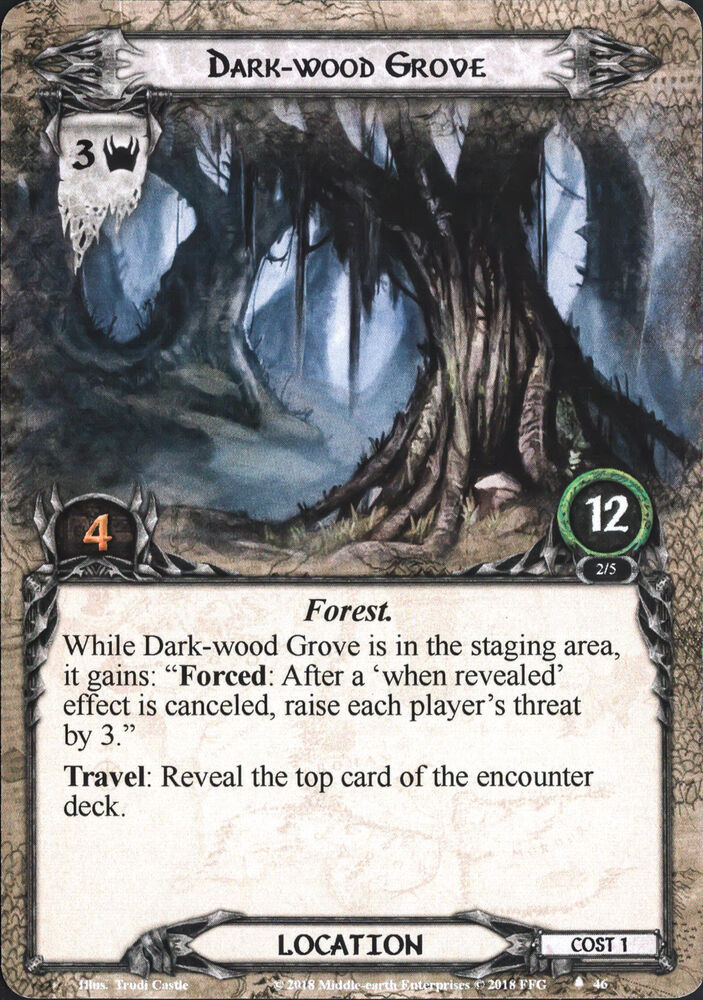 DARK-WOOD GROVE
3
4
12
2/5
Forest.
While Dark-wood Grove is in the staging area,
it gains: “Forced: After a ‘when revealed’
effect is canceled, raise each player’s threat
by 3.”
Travel: Reveal the top card of the encounter
deck.
LOCATION
COST 1
Illus. Trudi Castle
© 2018 Middle-earth Enterprises © 2018 FFG
46